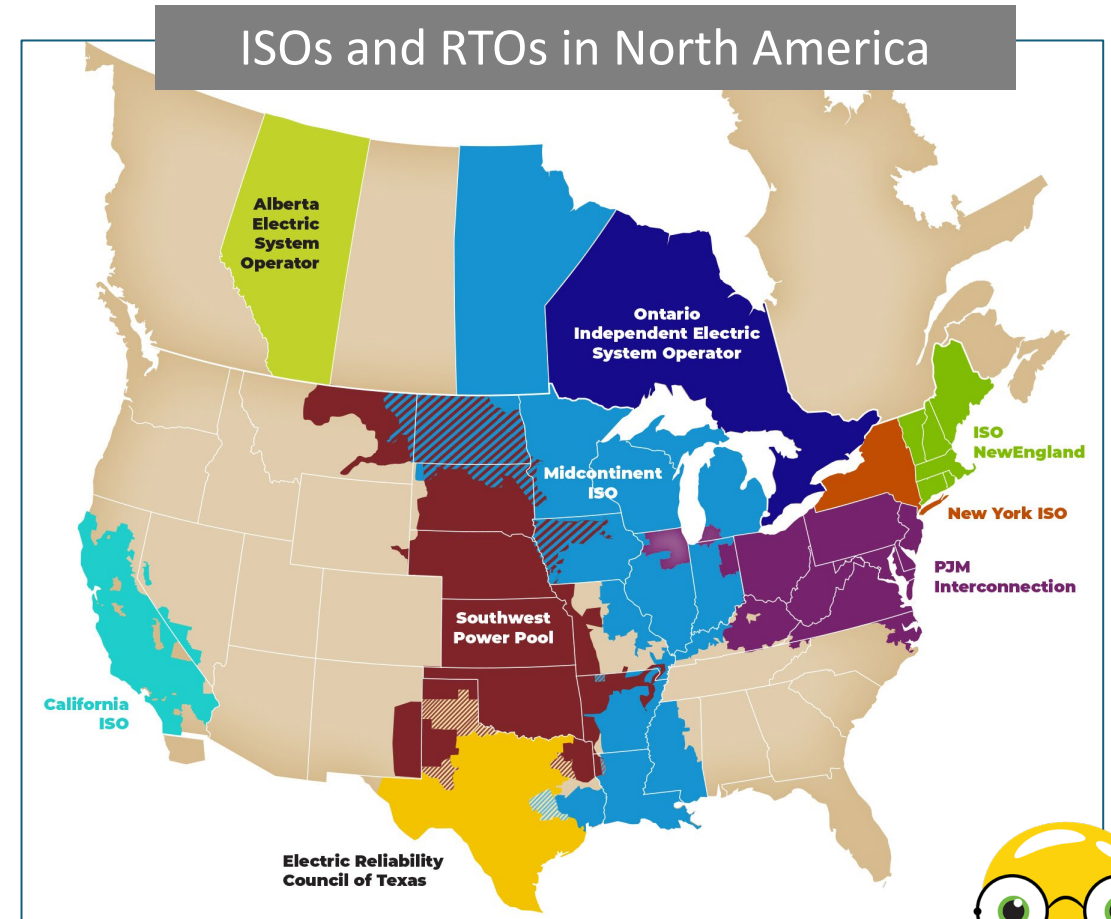 ISOs and RTOs in North America
Alberta
Electric
System
Operator
Ontario
Independent Electric
System Operator
ISO
NewEngland
Midcontinent
ISO
New York ISO
PJM
Interconnection
Southwest
Power Pool
California
ISO
Electric Reliability
Council of Texas